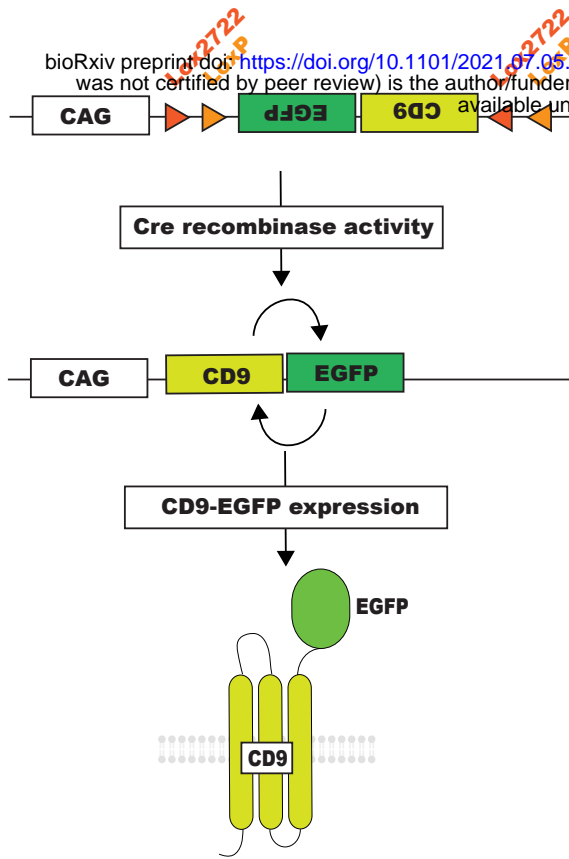 bioRxiv preprint doi: https://doi.org/10.1101/2021.07.05.
was not certified by peer review) is the author/funder
available un
Lox2722
LoxP
Lox2722
LoxP
CAG
EGFP
CD9
Cre recombinase activity
CAG
CD9
EGFP
CD9-EGFP expression
EGFP
CD9